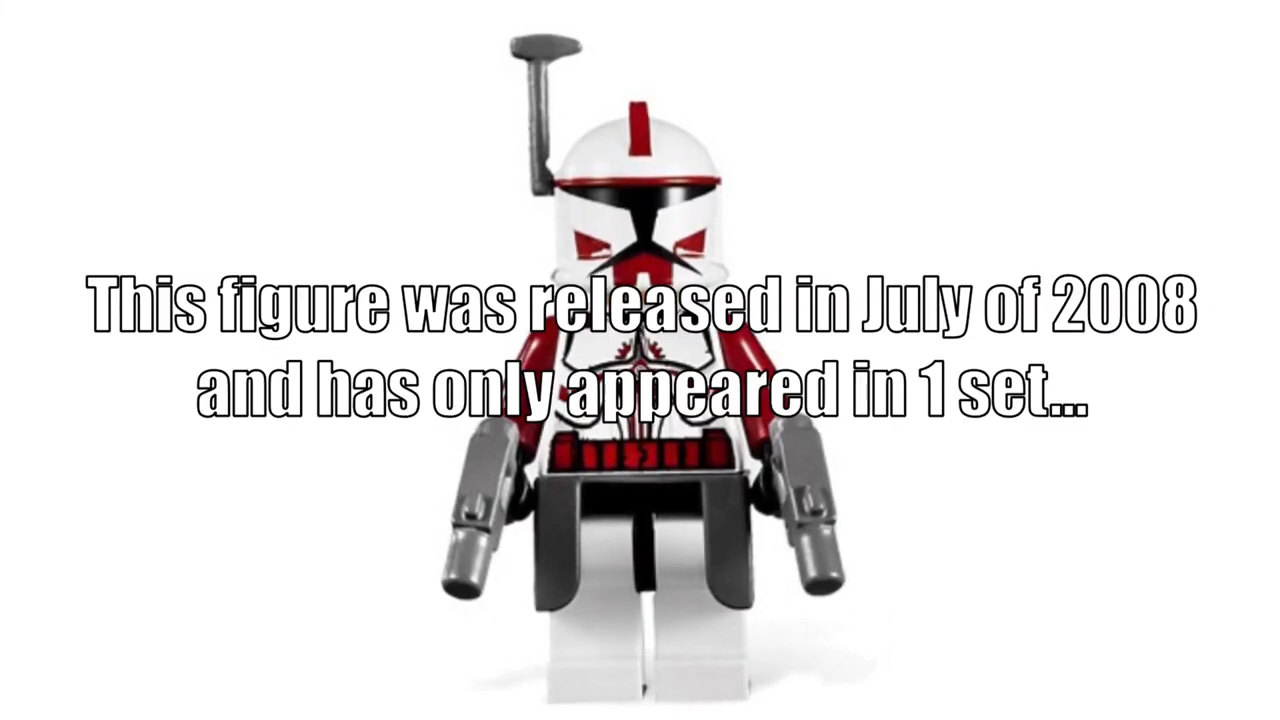 This figure was released in July of 2008
and has only appeared in 1 set...